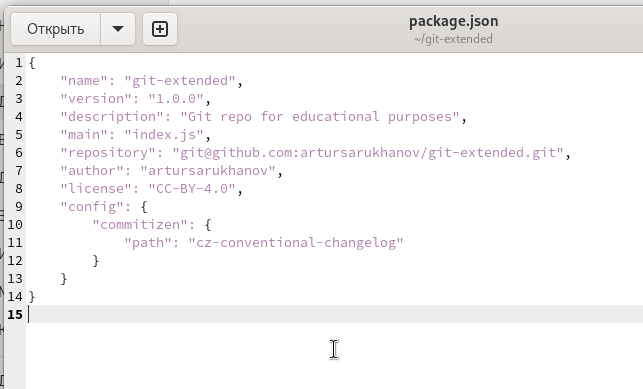 Открыть
package.json
~/git-extended
1 {
2     "name": "git-extended",
3     "version": "1.0.0",
4     "description": "Git repo for educational purposes",
5     "main": "index.js",
6     "repository": "git@github.com:artursarukhanov/git-extended.git",
7     "author": "artursarukhanov",
8     "license": "CC-BY-4.0",
9     "config": {
10         "commitizen": {
11             "path": "cz-conventional-changelog"
12         }
13     }
14 }
15